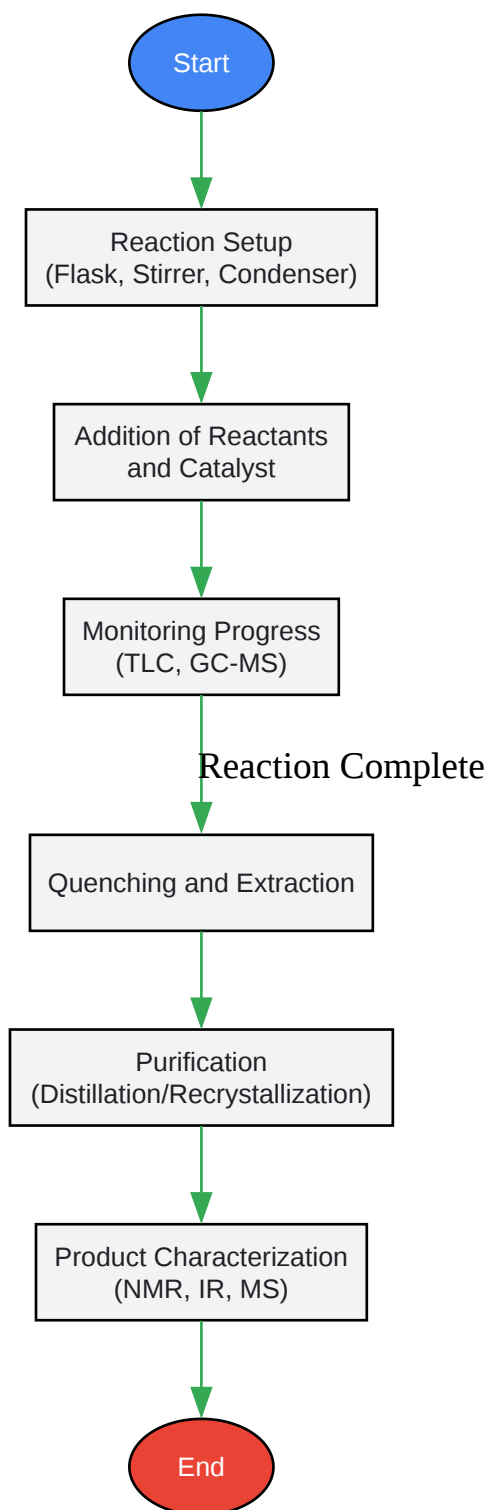 Start
Reaction Setup
(Flask, Stirrer, Condenser)
Addition of Reactants
and Catalyst
Monitoring Progress
(TLC, GC-MS)
Reaction Complete
Quenching and Extraction
Purification
(Distillation/Recrystallization)
Product Characterization
(NMR, IR, MS)
End